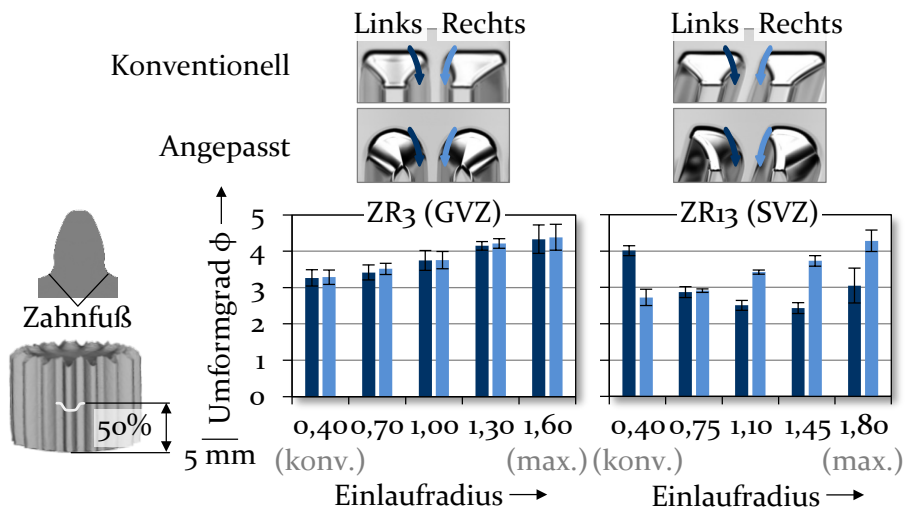 Links Rechts
Links Rechts
Konventionell
Angepasst
Zahnfuß
50%
5 mm
Umformgrad ϕ
ZR3 (GVZ)
5
4
3
2
1
0
0,40 0,70 1,00 1,30 1,60
(konv.) (max.)
Einlaufradius
ZR13 (SVZ)
0,40 0,75 1,10 1,45 1,80
(konv.) (max.)
Einlaufradius